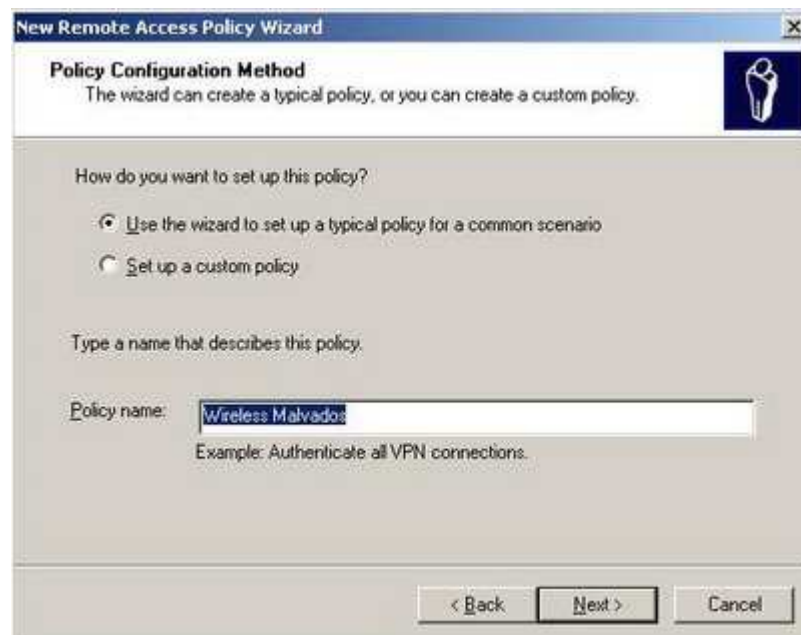 New Remote Access Policy Wizard
Policy Configuration Method
The wizard can create a typical policy, or you can create a custom policy.
How do you want to set up this policy?
Use the wizard to set up a typical policy for a common scenario
Set up a custom policy
Type a name that describes this policy.
Policy name: Wireless Malvados
Example: Authenticate all VPN connections.
< Back Next > Cancel